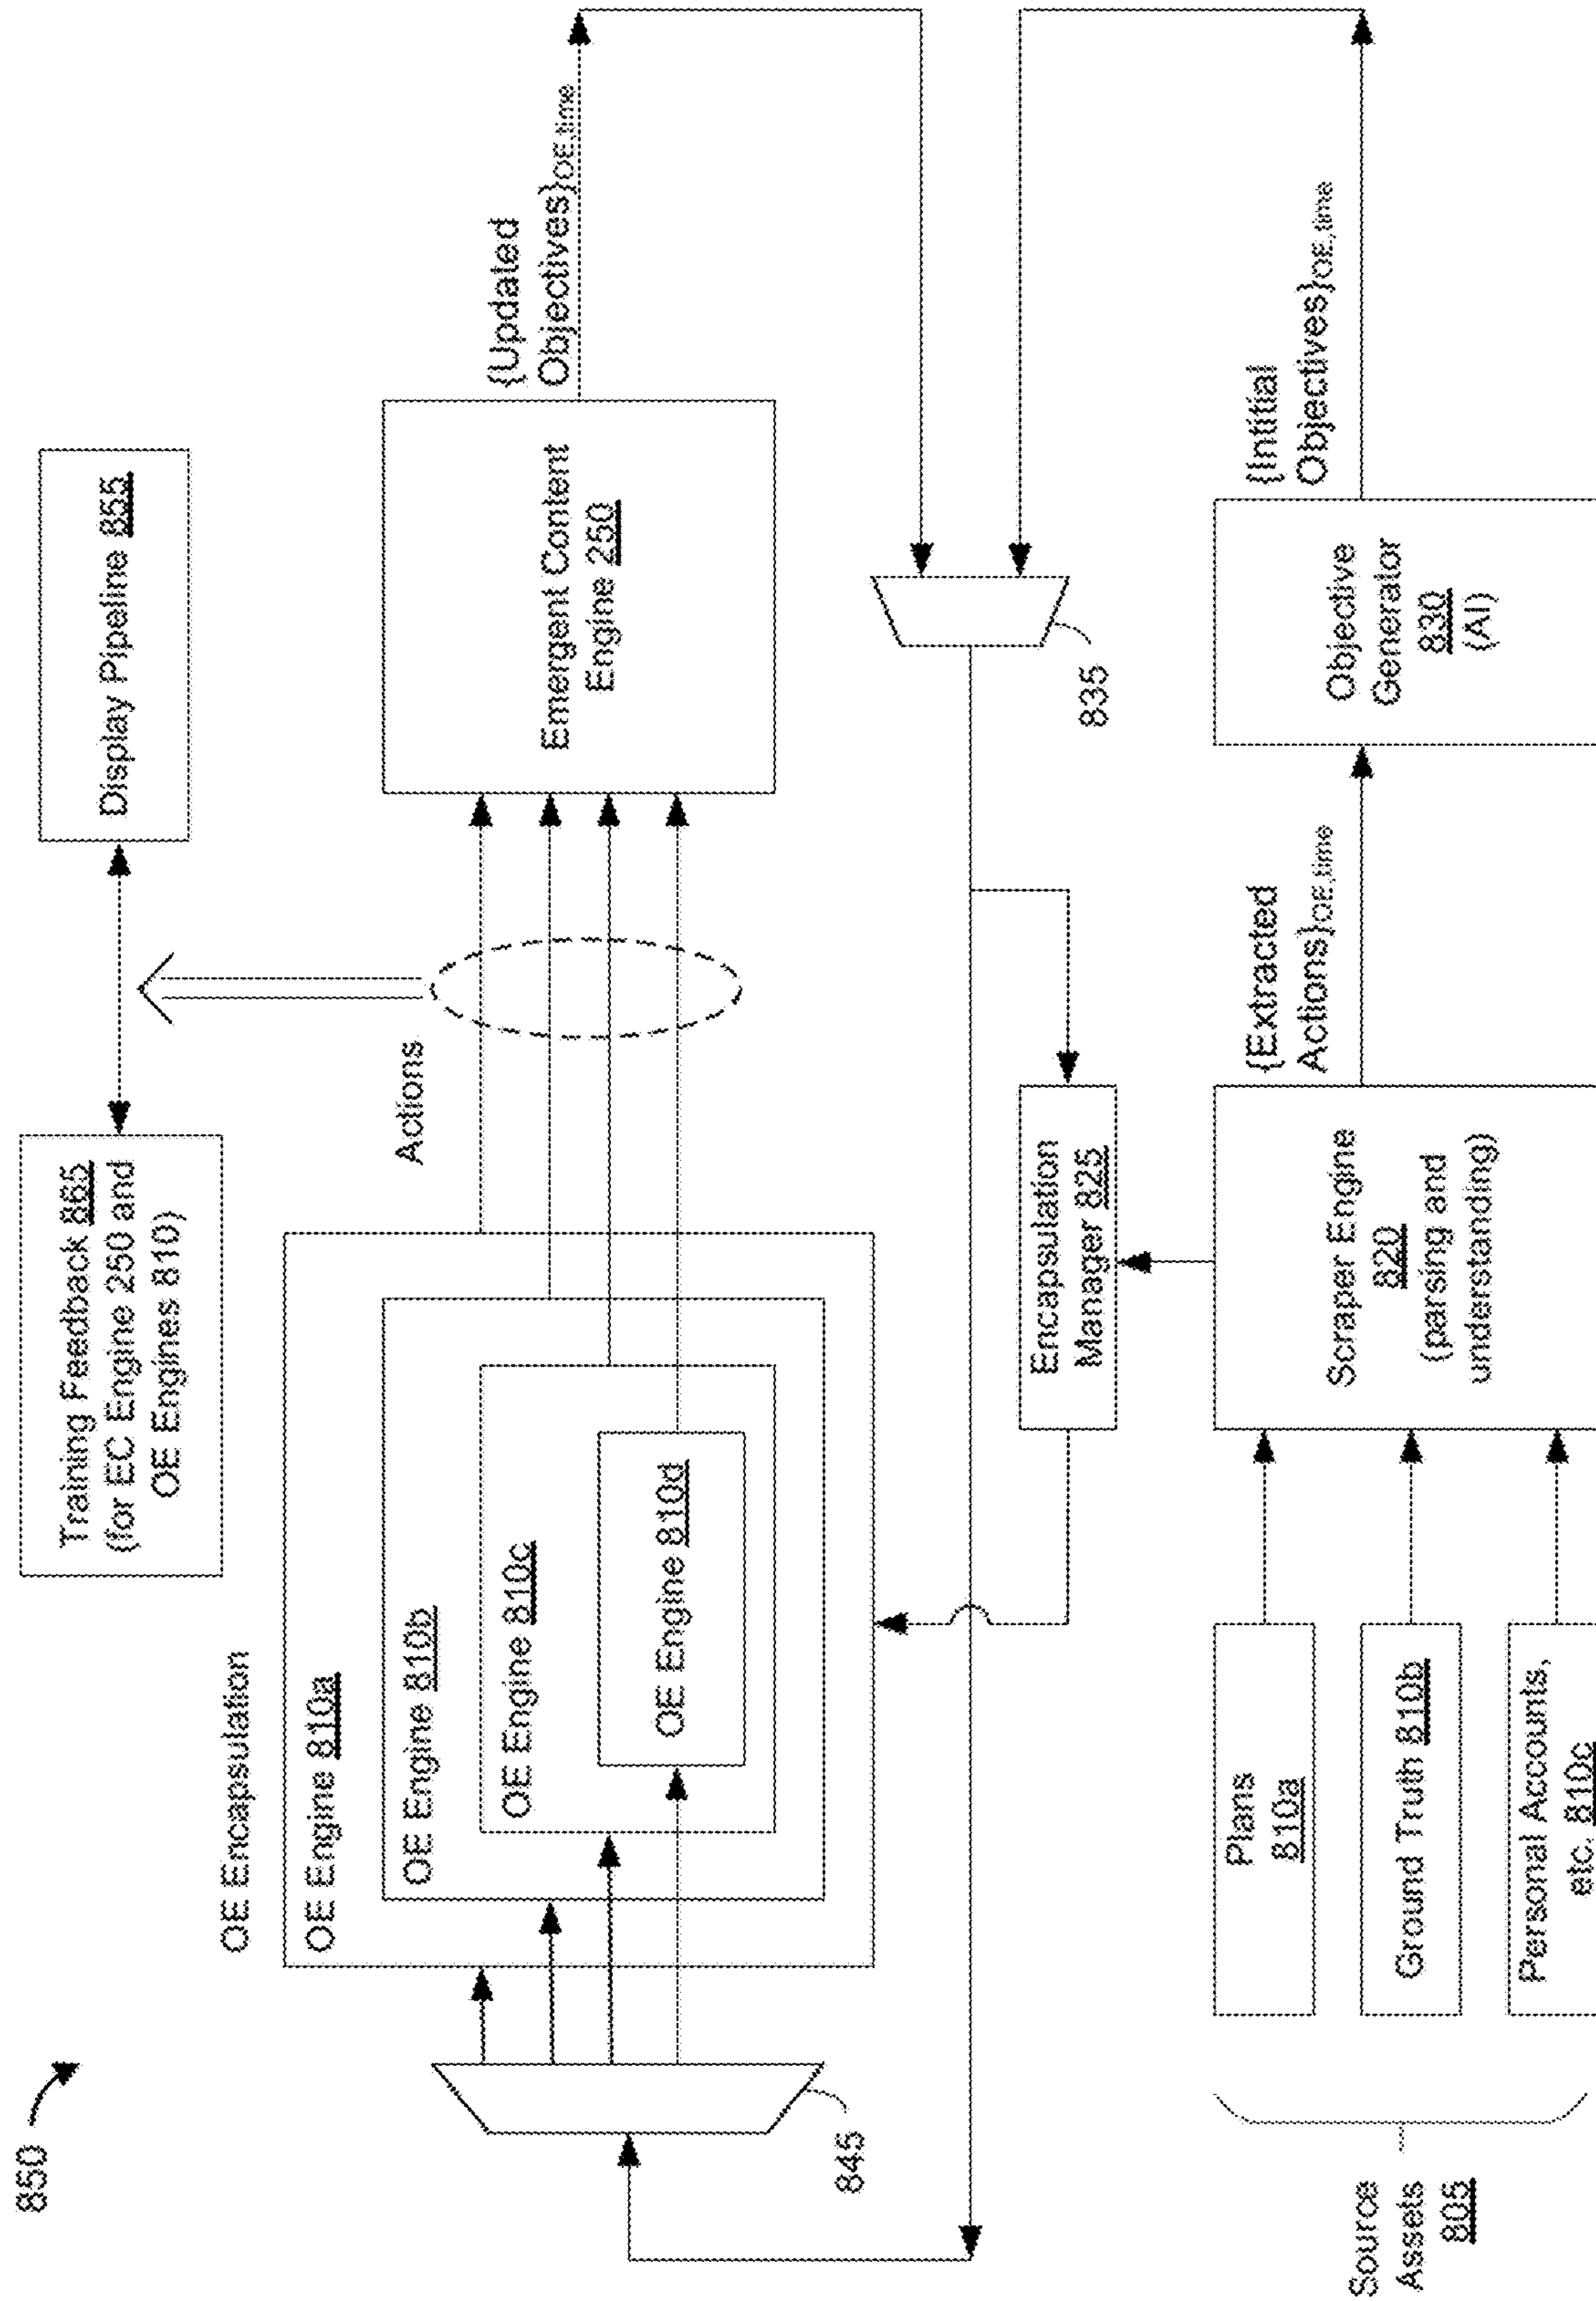 850
Training Feedback 865
(for EC Engine 250 and
OE Engines 810)
Display Pipeline 855
OE Encapsulation
OE Engine 810a
OE Engine 810b
OE Engine 810c
OE Engine 810d
Actions
Emergent Content
Engine 250
{Updated
Objectives}OE,time
845
835
Encapsulation
Manager 825
Source
Assets
805
Plans
810a
Ground Truth 810b
Personal Accounts,
etc. 810c
Scraper Engine
820
(parsing and
understanding)
{Extracted
Actions}OE,time
Objective
Generator
830
(AI)
{Intitial
Objectives}OE,time